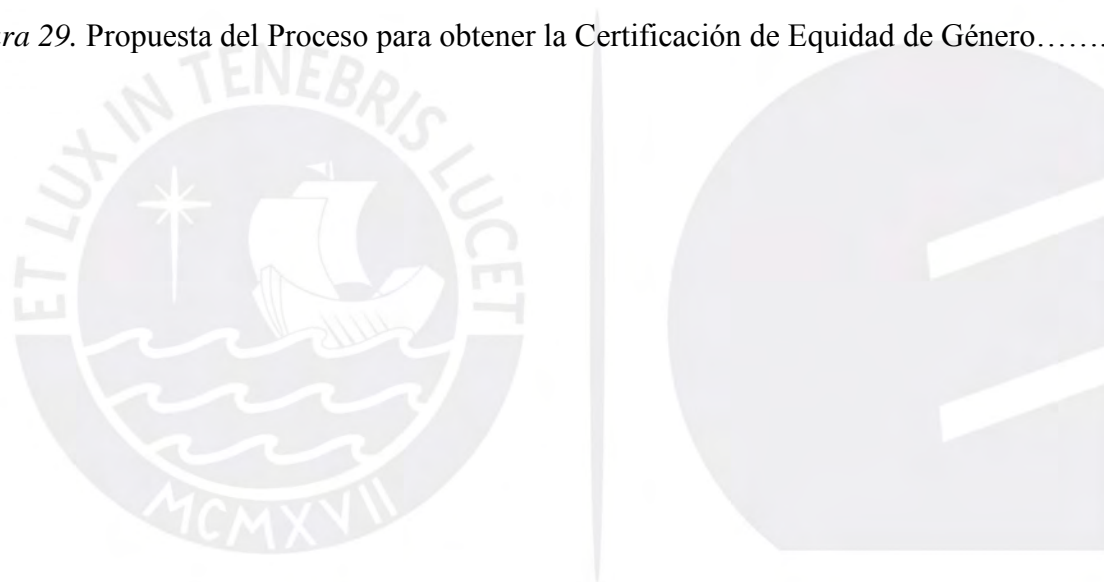 ra 29. Propuesta del Proceso para obtener la Certificación de Equidad de Género…….
ET LUX IN TENEBRIS LUCET
MCMXVII